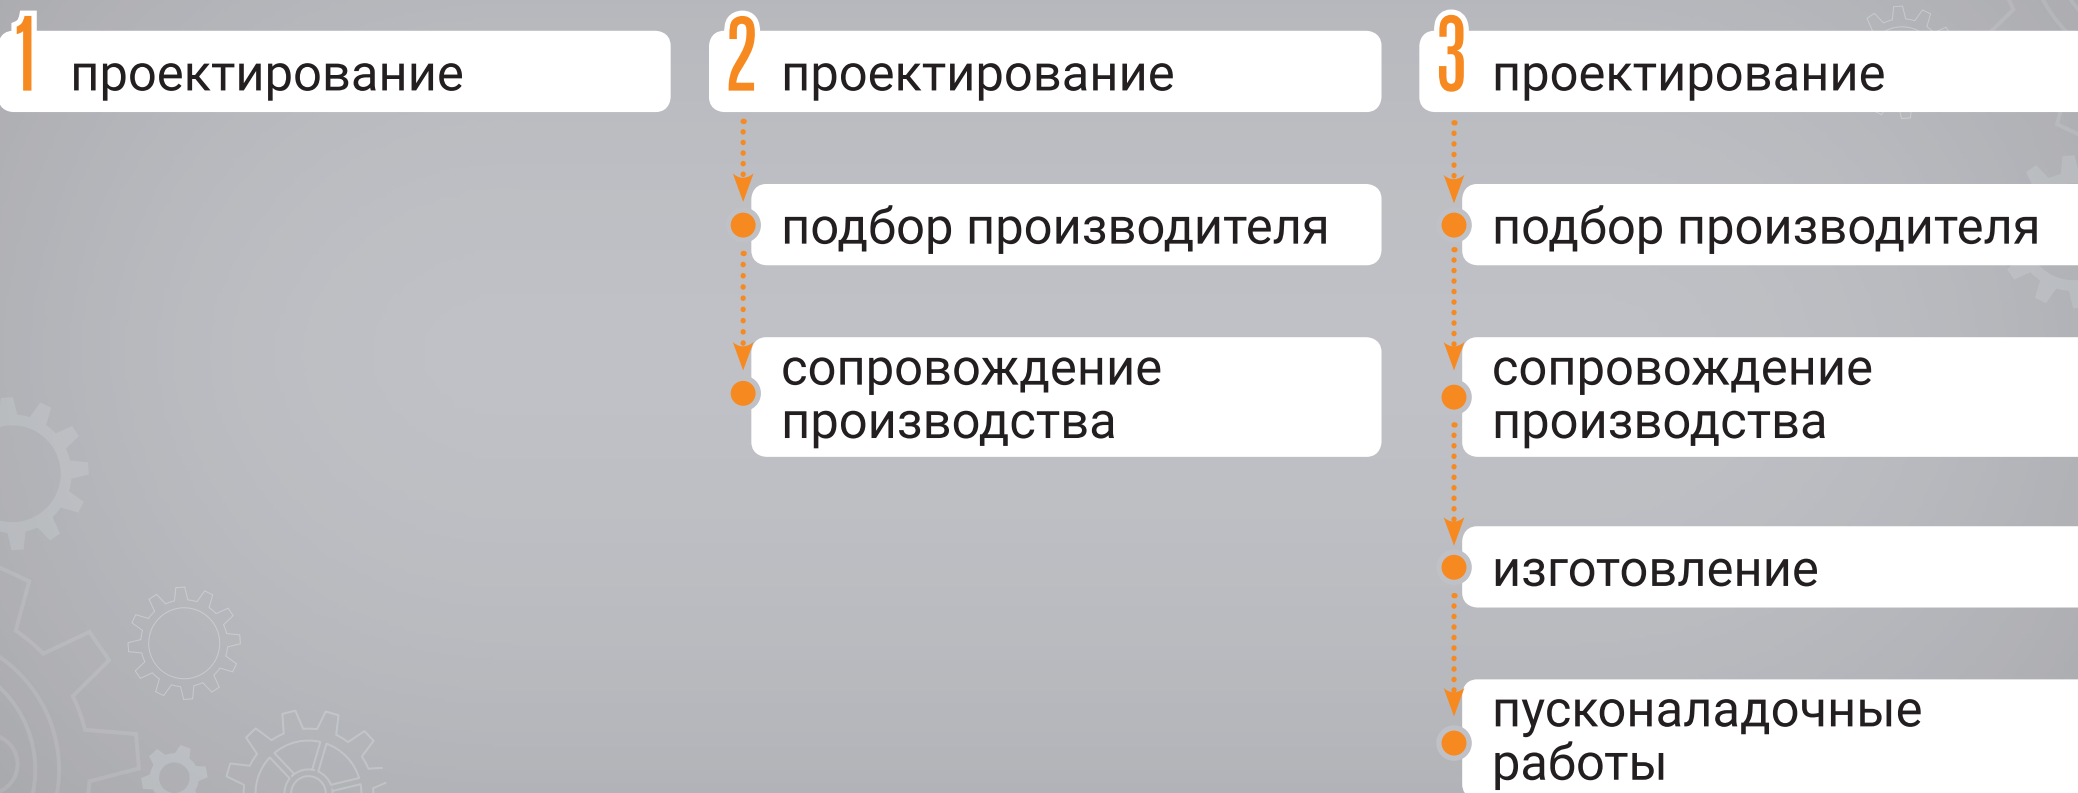 1 проектирование
2 проектирование
подбор производителя
сопровождение
производства
3 проектирование
подбор производителя
сопровождение
производства
изготовление
пусконаладочные
работы